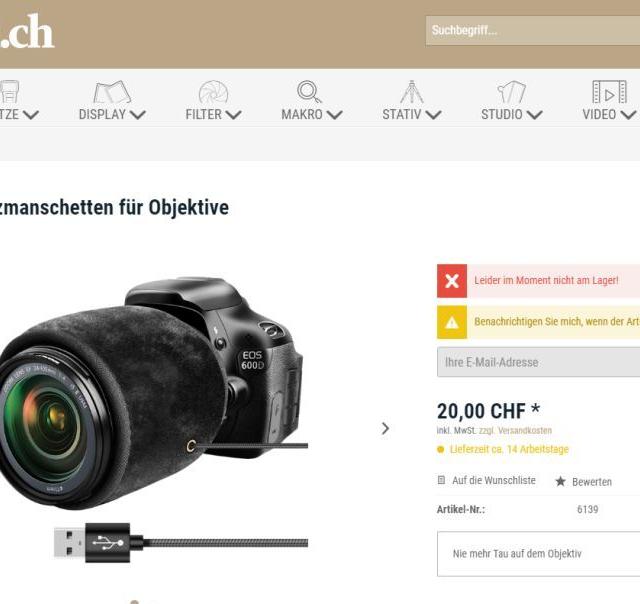 .ch
Suchbegriff...
TZE
DISPLAY
FILTER
MAKRO
STATIV
STUDIO
VIDEO
zmanschetten für Objektive
Leider im Moment nicht am Lager!
Benachrichtigen Sie mich, wenn der Art
EOS
600D
Ihre E-Mail-Adresse
20,00 CHF *
inkl. MwSt. zzgl. Versandkosten
Lieferzeit ca. 14 Arbeitstage
Auf die Wunschliste
Bewerten
Artikel-Nr.: 6139
Nie mehr Tau auf dem Objektiv